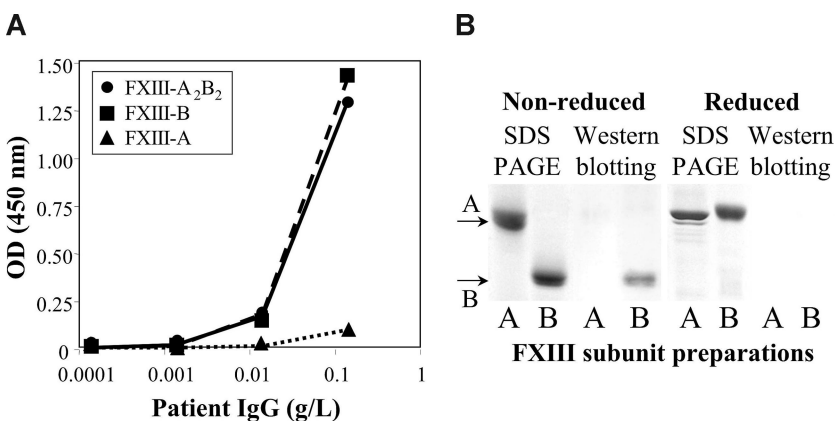 A
OD (450 nm)
1.50
1.25
1.00
0.75
0.50
0.25
0
FXIII-A₂B₂
FXIII-B
FXIII-A
0.0001 0.001 0.01 0.1 1
Patient IgG (g/L)
B
Non-reduced Reduced
SDS Western SDS Western
PAGE blotting PAGE blotting
A
B
A B A B A B A B
FXIII subunit preparations